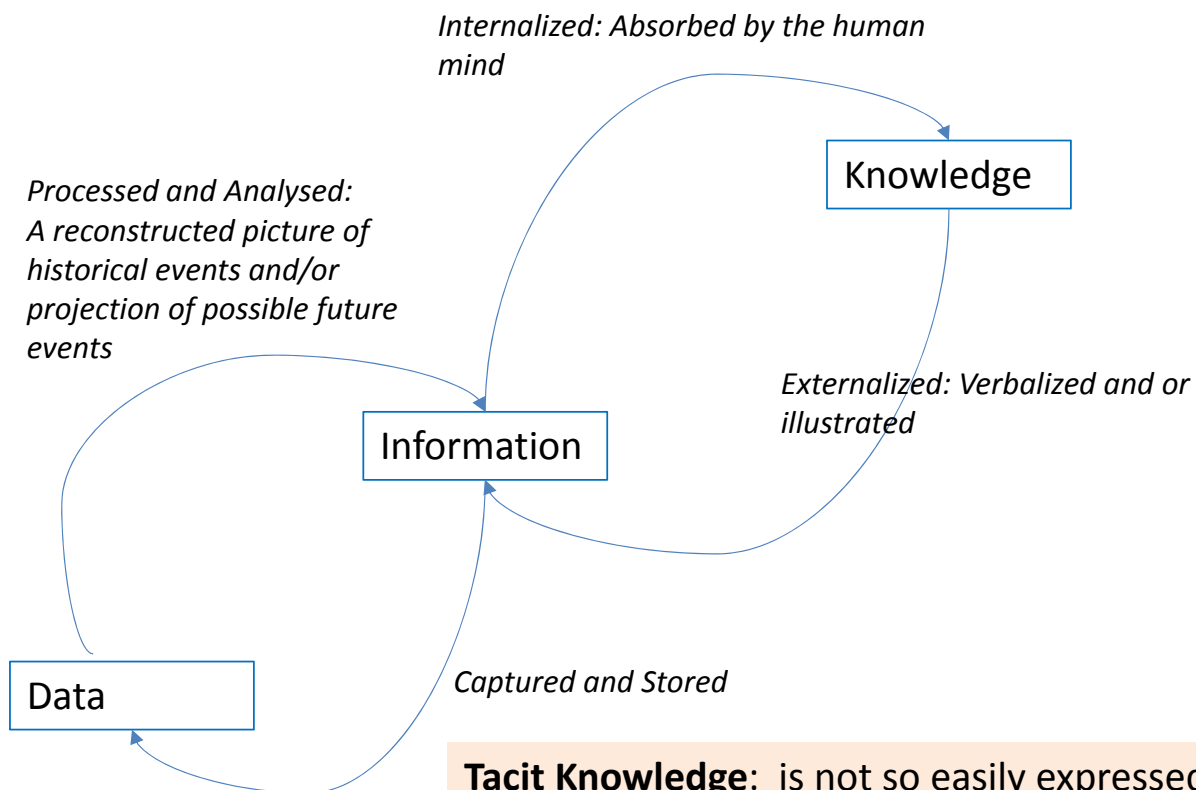 Internalized: Absorbed by the human
mind
Knowledge
Processed and Analysed:
A reconstructed picture of
historical events and/or
projection of possible future
events
Externalized: Verbalized and or
illustrated
Information
Captured and Stored
Data
Tacit Knowledge: is not so easily expressed